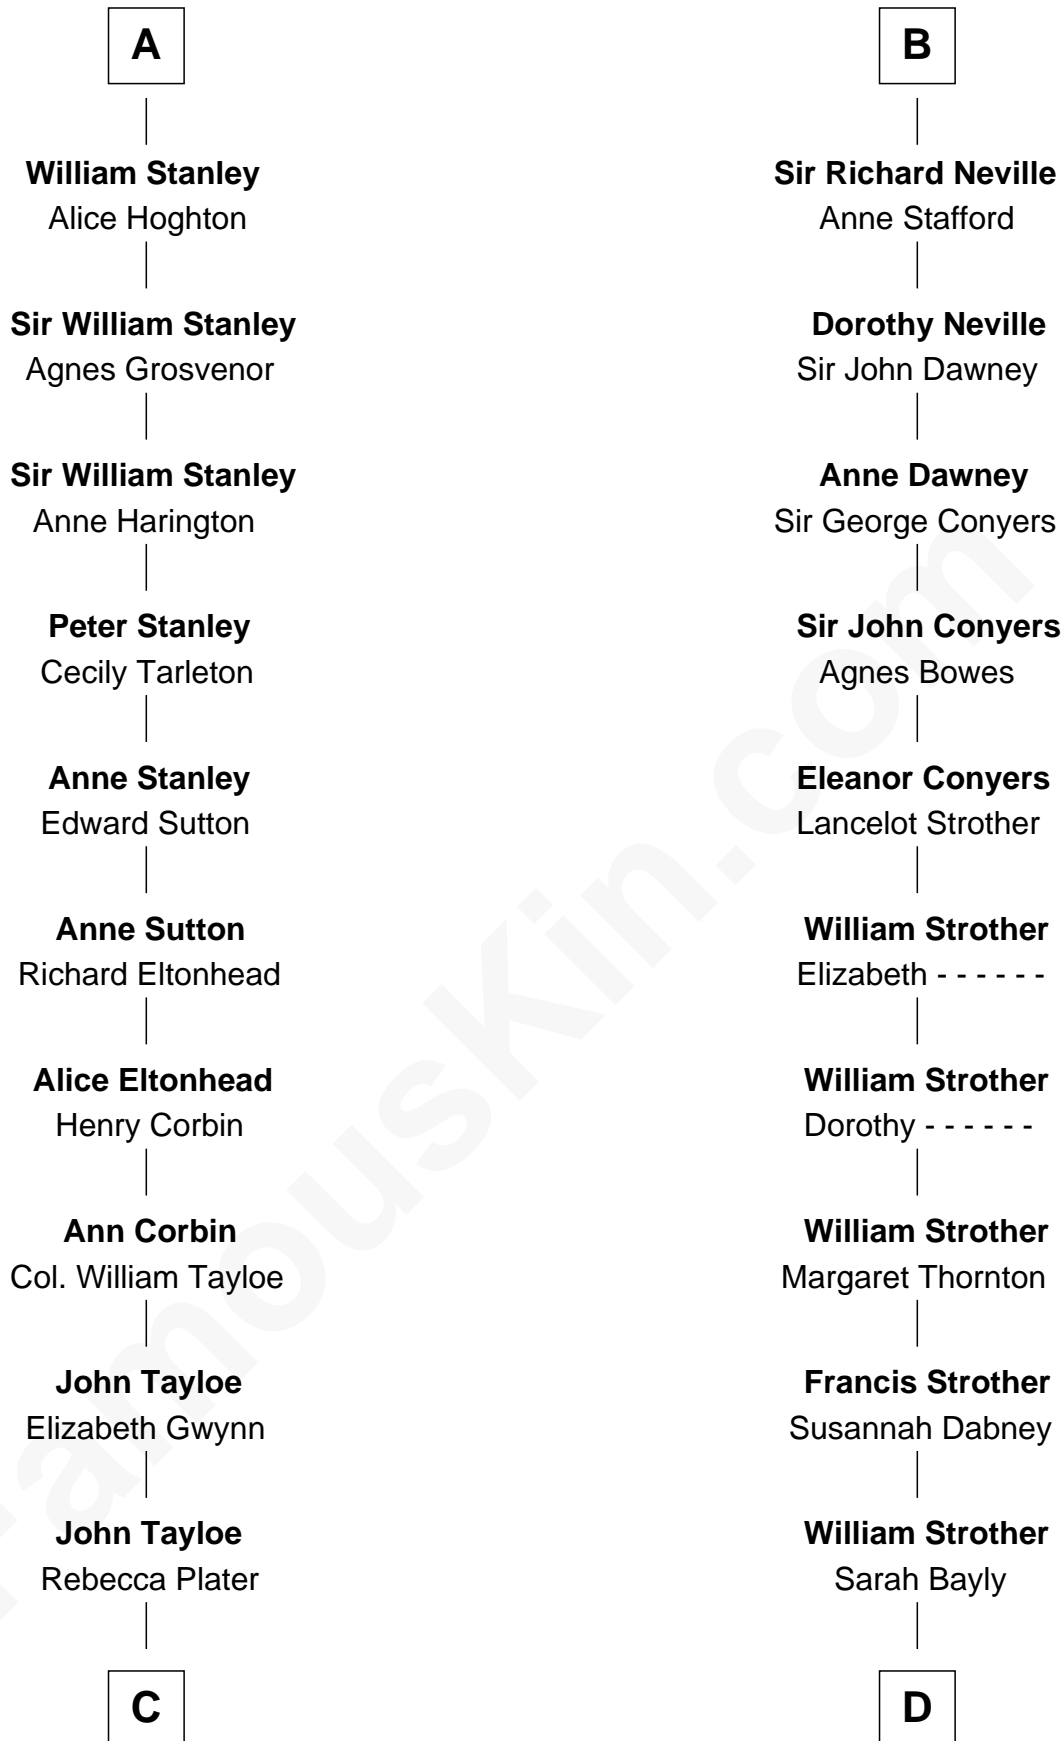 A
William Stanley
Alice Hoghton
Sir William Stanley
Agnes Grosvenor
Sir William Stanley
Anne Harington
Peter Stanley
Cecily Tarleton
Anne Stanley
Edward Sutton
Anne Sutton
Richard Eltonhead
Alice Eltonhead
Henry Corbin
Ann Corbin
Col. William Tayloe
John Tayloe
Elizabeth Gwynn
John Tayloe
Rebecca Plater
C
B
Sir Richard Neville
Anne Stafford
Dorothy Neville
Sir John Dawney
Anne Dawney
Sir George Conyers
Sir John Conyers
Agnes Bowes
Eleanor Conyers
Lancelot Strother
William Strother
Elizabeth - - - - - -
William Strother
Dorothy - - - - - -
William Strother
Margaret Thornton
Francis Strother
Susannah Dabney
William Strother
Sarah Bayly
D
FamousKin.com